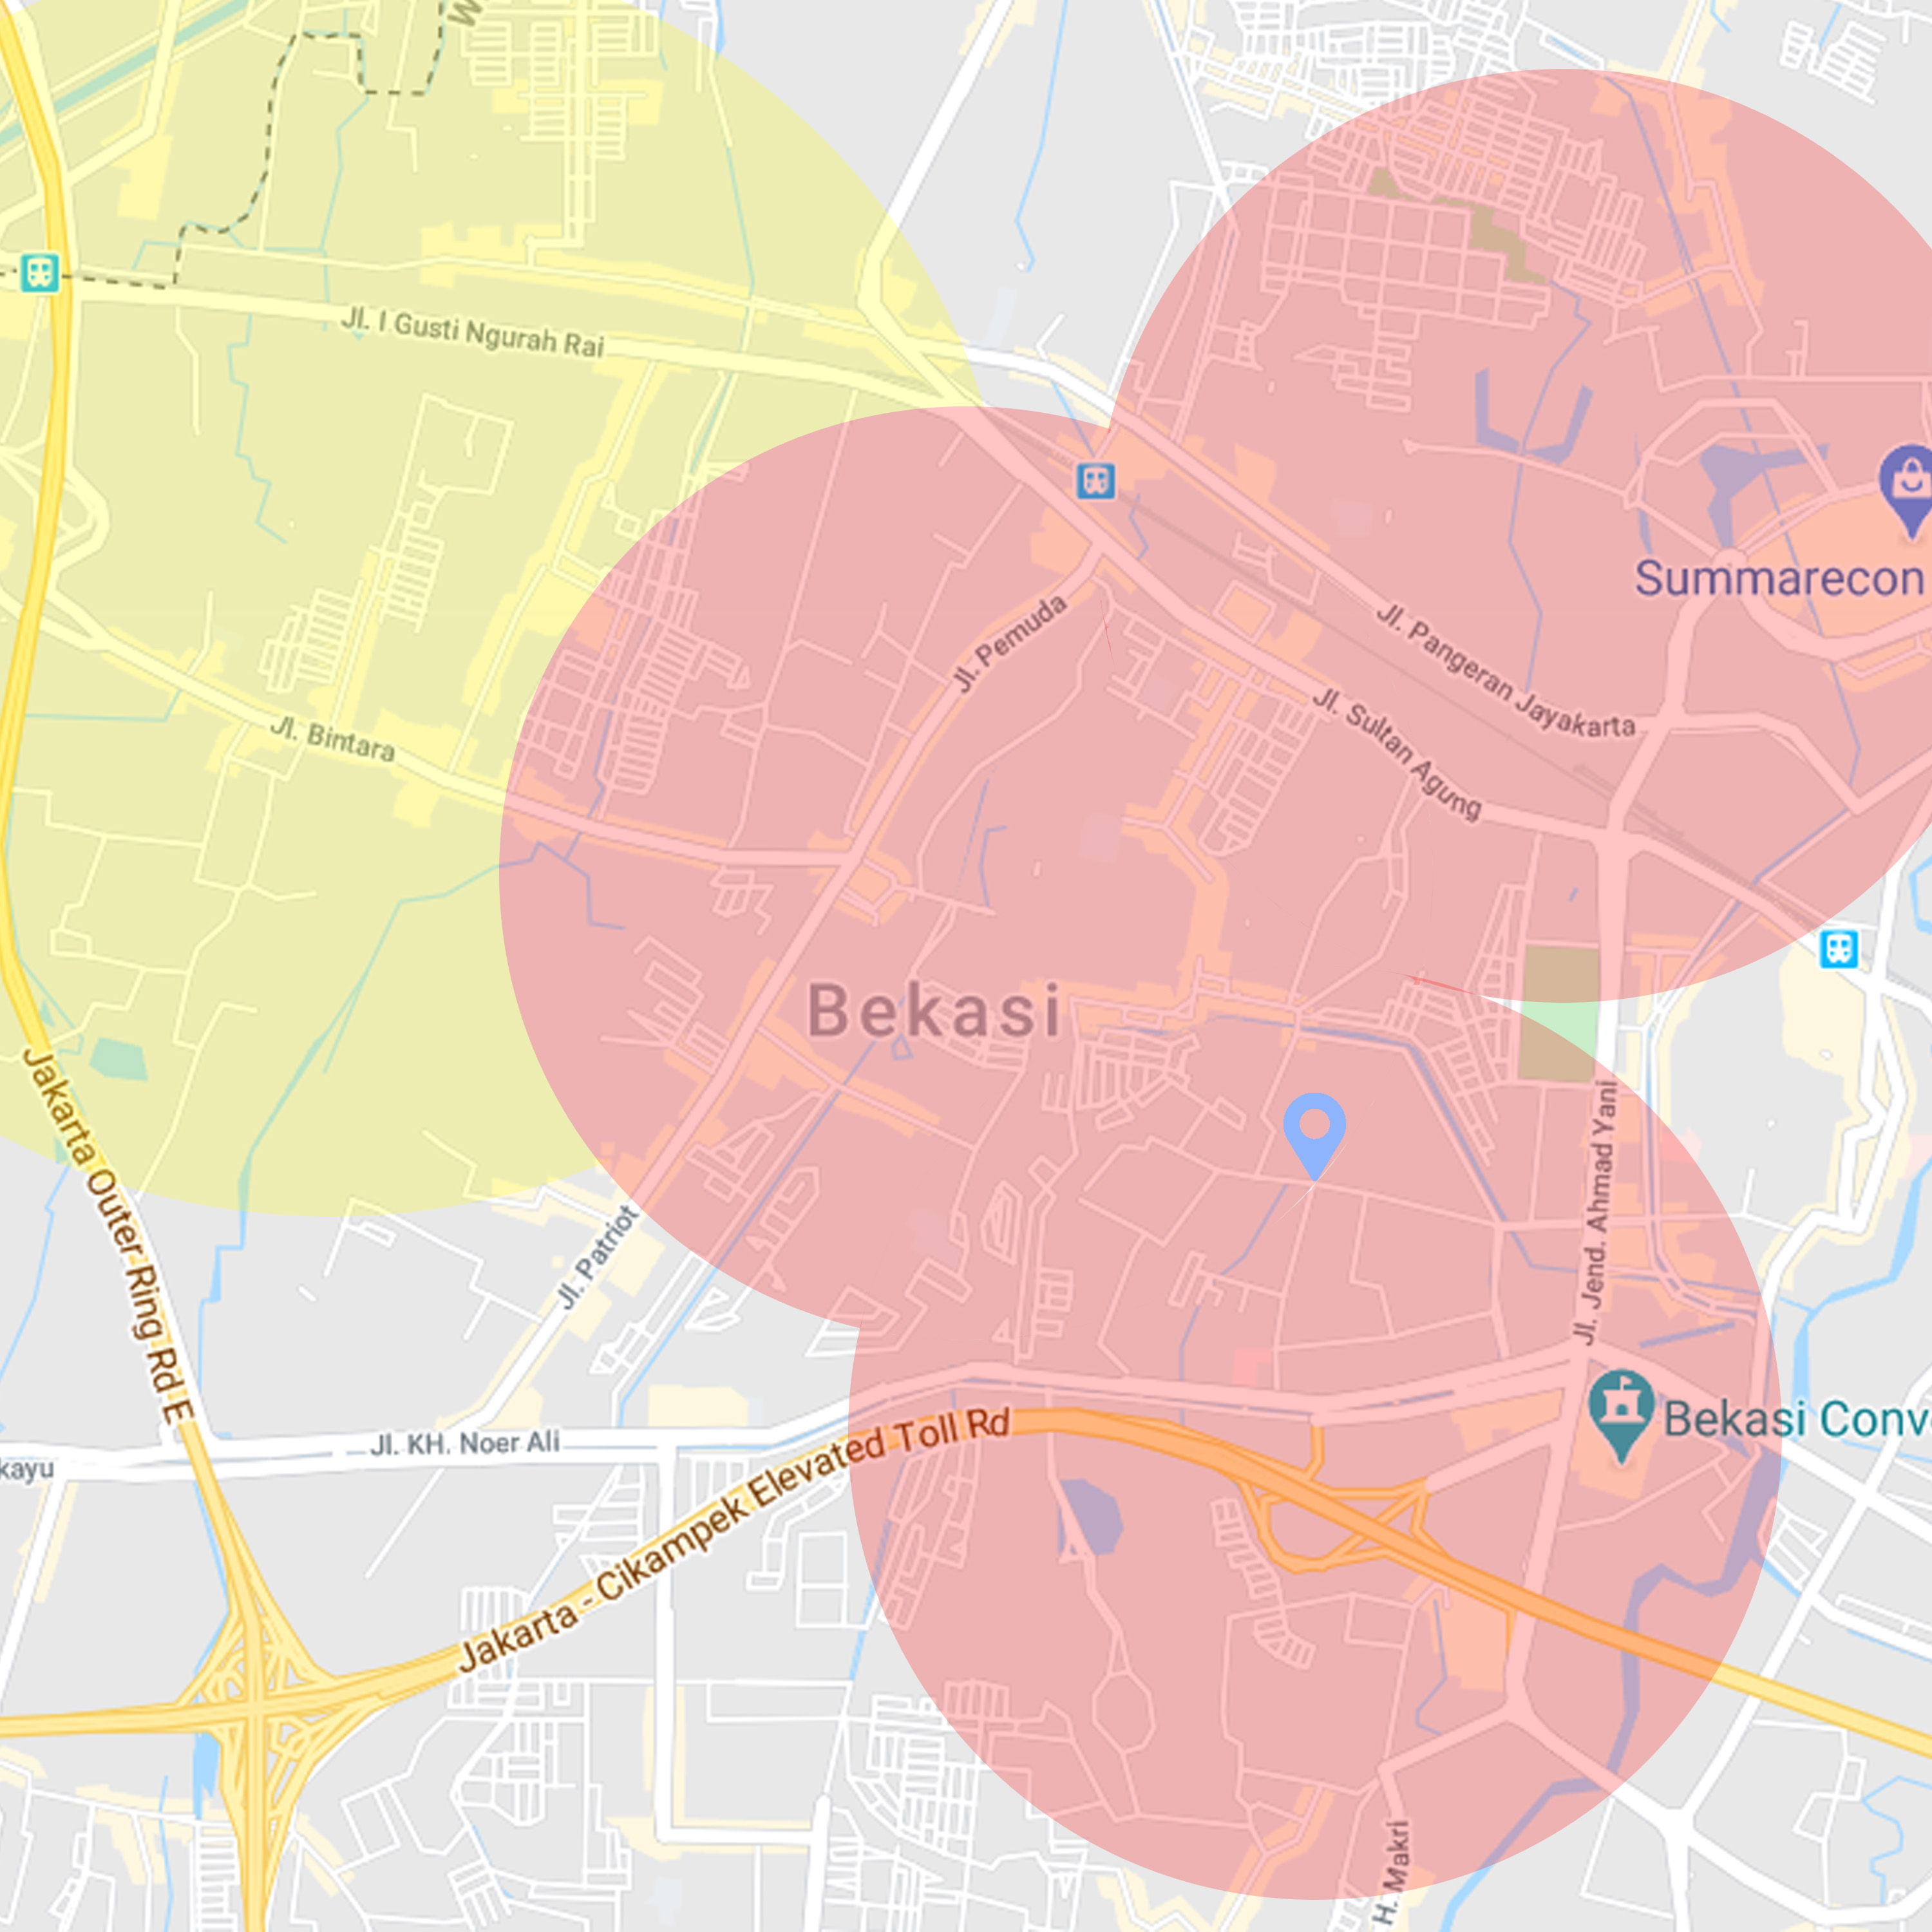 W
Jl. I Gusti Ngurah Rai
Summarecon
Jl. Pemuda
Jl. Pangeran Jayakarta
Jl. Sultan Agung
Jl. Bintara
Bekasi
Jl. Jend. Ahmad Yani
Jakarta Outer Ring Rd E
Jl. Patriot
Bekasi Conv
Jl. KH. Noer Ali
kayu
Jakarta - Cikampek Elevated Toll Rd
H. Makri